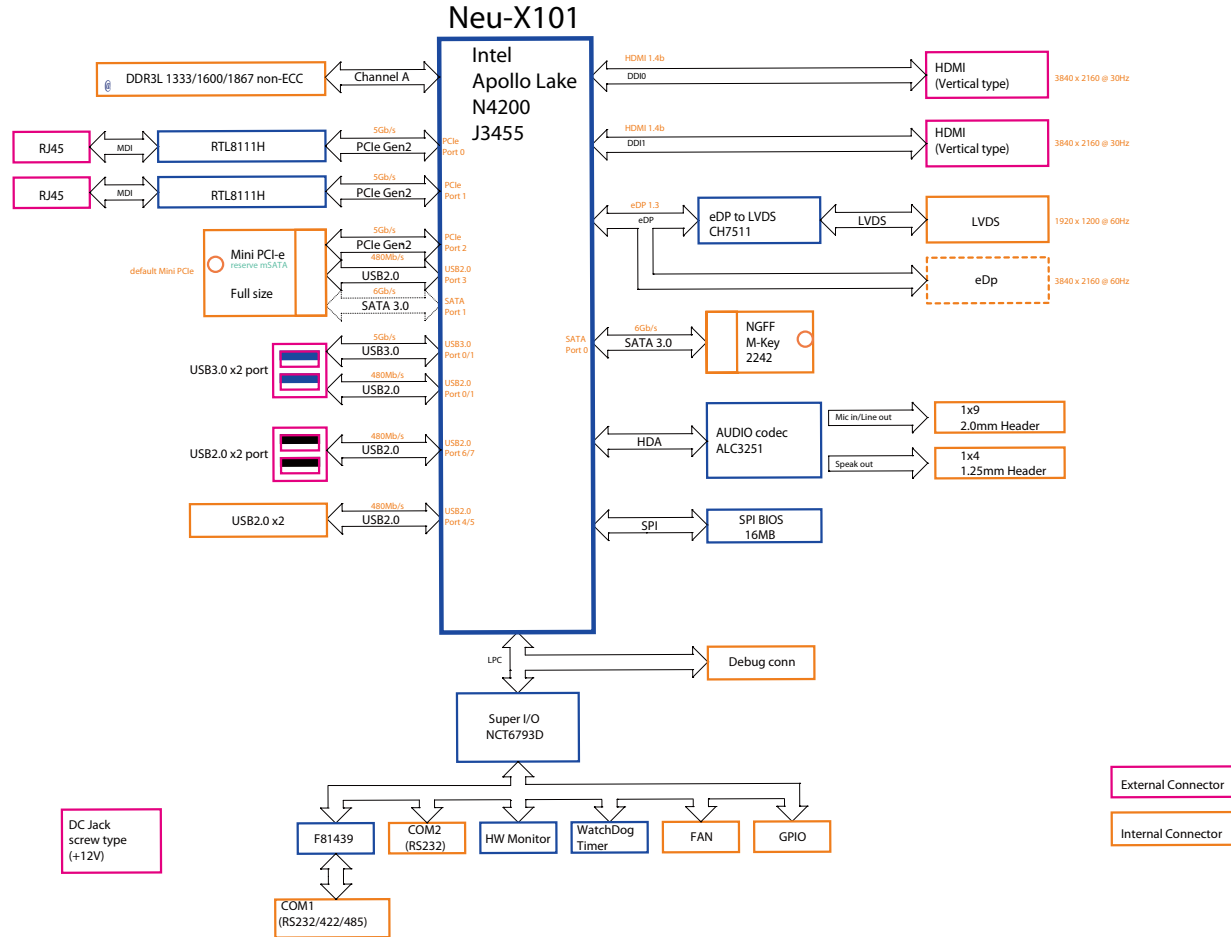 Neu-X101
Intel
Apollo Lake
N4200
J3455
DDR3L 1333/1600/1867 non-ECC
Channel A
RJ45
MDI
RTL8111H
5Gb/s
PCIe Gen2
PCIe
Port 0
RJ45
MDI
RTL8111H
5Gb/s
PCIe Gen2
PCIe
Port 1
default Mini PCIe
Mini PCI-e
reserve mSATA
Full size
5Gb/s
PCIe Gen2
PCIe
Port 2
480Mb/s
USB2.0
USB2.0
Port 3
6Gb/s
SATA 3.0
SATA
Port 1
USB3.0 x2 port
5Gb/s
USB3.0
USB3.0
Port 0/1
480Mb/s
USB2.0
USB2.0
Port 0/1
USB2.0 x2 port
480Mb/s
USB2.0
USB2.0
Port 6/7
USB2.0 x2
480Mb/s
USB2.0
USB2.0
Port 4/5
HDMI 1.4b
DDI0
HDMI
(Vertical type)
3840 x 2160 @ 30Hz
HDMI 1.4b
DDI1
HDMI
(Vertical type)
3840 x 2160 @ 30Hz
eDP 1.3
eDP
eDP to LVDS
CH7511
LVDS
LVDS
1920 x 1200 @ 60Hz
eDp
3840 x 2160 @ 60Hz
SATA
Port 0
6Gb/s
SATA 3.0
NGFF
M-Key
2242
HDA
AUDIO codec
ALC3251
Mic in/Line out
1x9
2.0mm Header
Speak out
1x4
1.25mm Header
SPI
SPI BIOS
16MB
LPC
Debug conn
Super I/O
NCT6793D
F81439
COM2
(RS232)
HW Monitor
WatchDog
Timer
FAN
GPIO
COM1
(RS232/422/485)
DC Jack
screw type
(+12V)
External Connector
Internal Connector